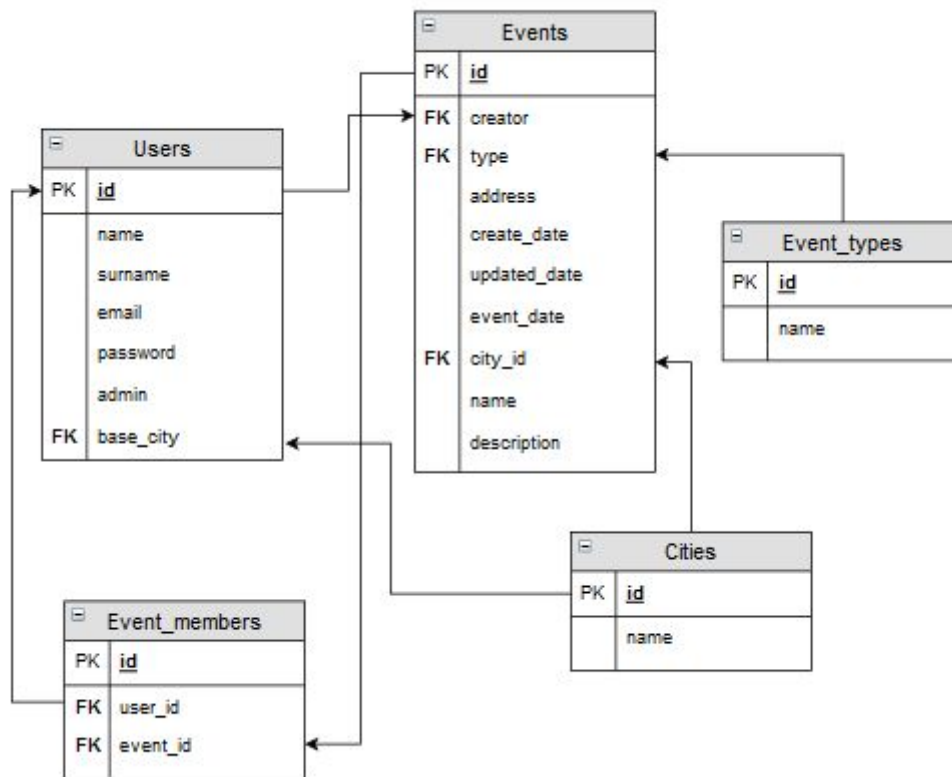 Events
PK id
FK creator
FK type
address
create_date
updated_date
event_date
FK city_id
name
description
Users
PK id
name
surname
email
password
admin
FK base_city
Event_types
PK id
name
Cities
PK id
name
Event_members
PK id
FK user_id
FK event_id